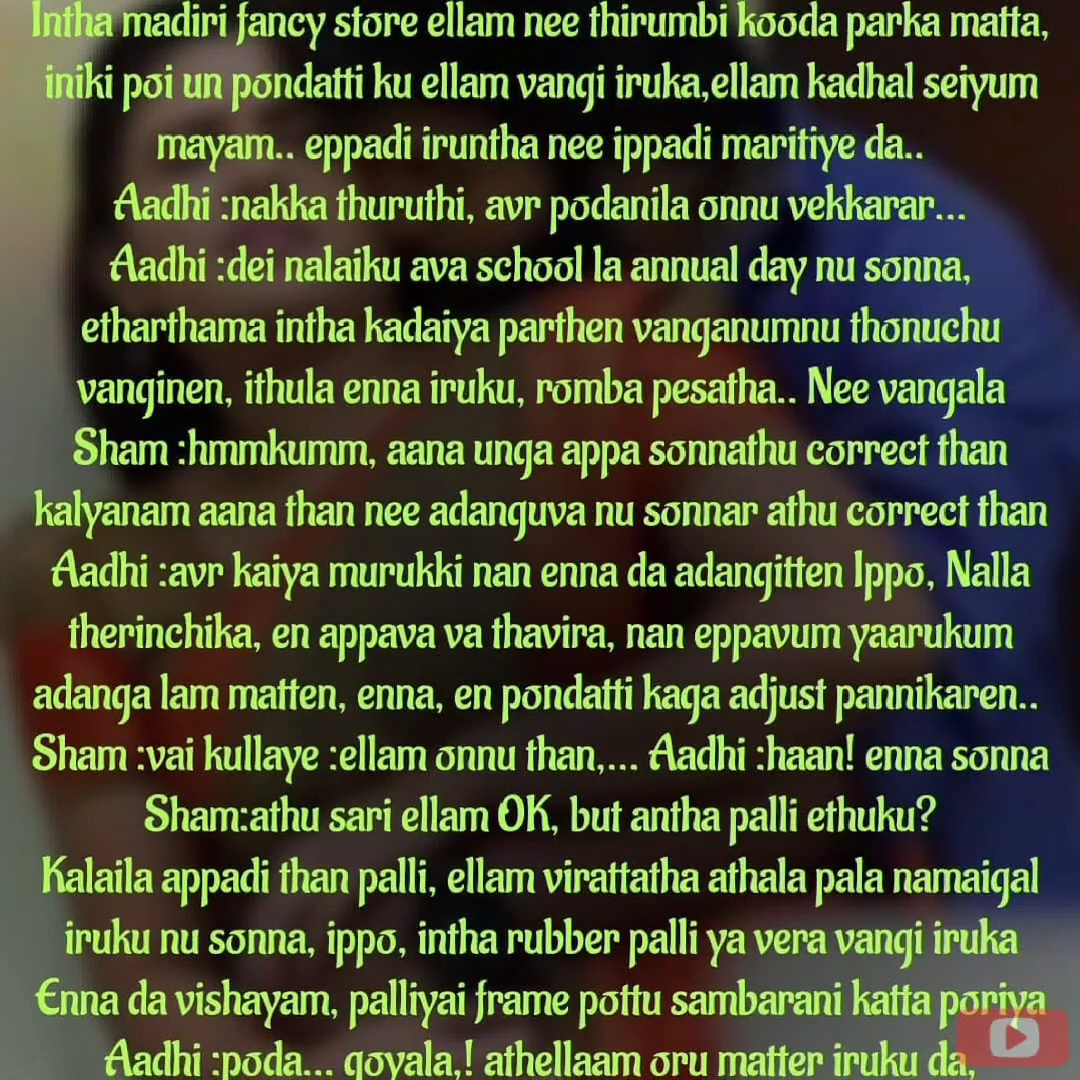 Intha madiri fancy store ellam nee thirumbi kooda parka matta,
iniki poi un pondatti ku ellam vangi iruka,ellam kadhal seiyum
mayam.. eppadi iruntha nee ippadi maritiye da..
Aadhi :nakka thuruthi, avr podanila onnu vekkarar...
Aadhi :dei nalaiku ava school la annual day nu sonna,
etharthama intha kadaiya parthen vanganumnu thonuchu
vanginen, ithula enna iruku, romba pesatha.. Nee vangala
Sham :hmmkumm, aana unga appa sonnathu correct than
kalyanam aana than nee adanguva nu sonnar athu correct than
Aadhi :avr kaiya murukki nan enna da adangitten Ippo, Nalla
therinchika, en appava va thavira, nan eppavum yaarukum
adanga lam matten, enna, en pondatti kaga adjust pannikaren..
Sham :vai kullaye :ellam onnu than,... Aadhi :haan! enna sonna
Sham:athu sari ellam OK, but antha palli ethuku?
Kalaila appadi than palli, ellam virattatha athala pala namaigal
iruku nu sonna, ippo, intha rubber palli ya vera vangi iruka
Enna da vishayam, palliyai frame pottu sambarani katta poriya
Aadhi :poda... goyala,! athellaam oru matter iruku da,